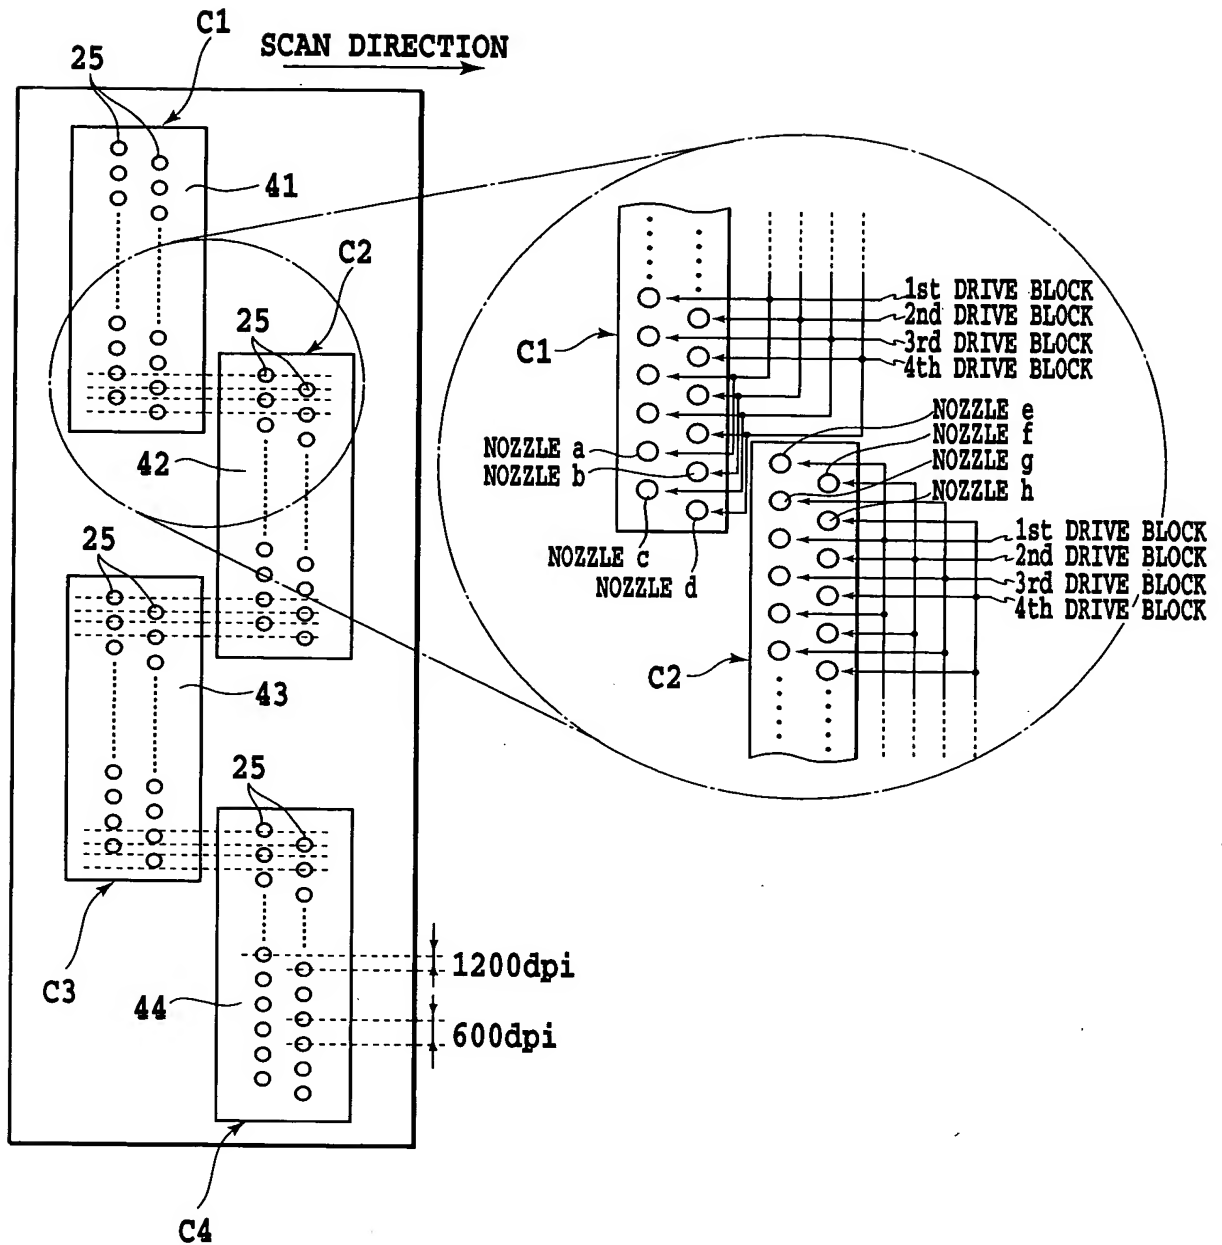 C1
SCAN DIRECTION
25
41
C2
25
42
25
43
25
44
C3
C4
1200dpi
600dpi
C1
1st DRIVE BLOCK
2nd DRIVE BLOCK
3rd DRIVE BLOCK
4th DRIVE BLOCK
NOZZLE a
NOZZLE b
NOZZLE c
NOZZLE d
NOZZLE e
NOZZLE f
NOZZLE g
NOZZLE h
1st DRIVE BLOCK
2nd DRIVE BLOCK
3rd DRIVE BLOCK
4th DRIVE BLOCK
C2